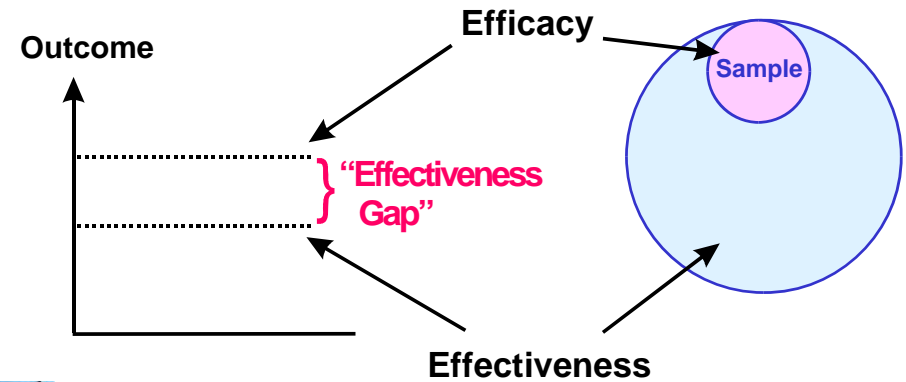 Efficacy
Outcome
Sample
“Effectiveness
Gap”
Effectiveness